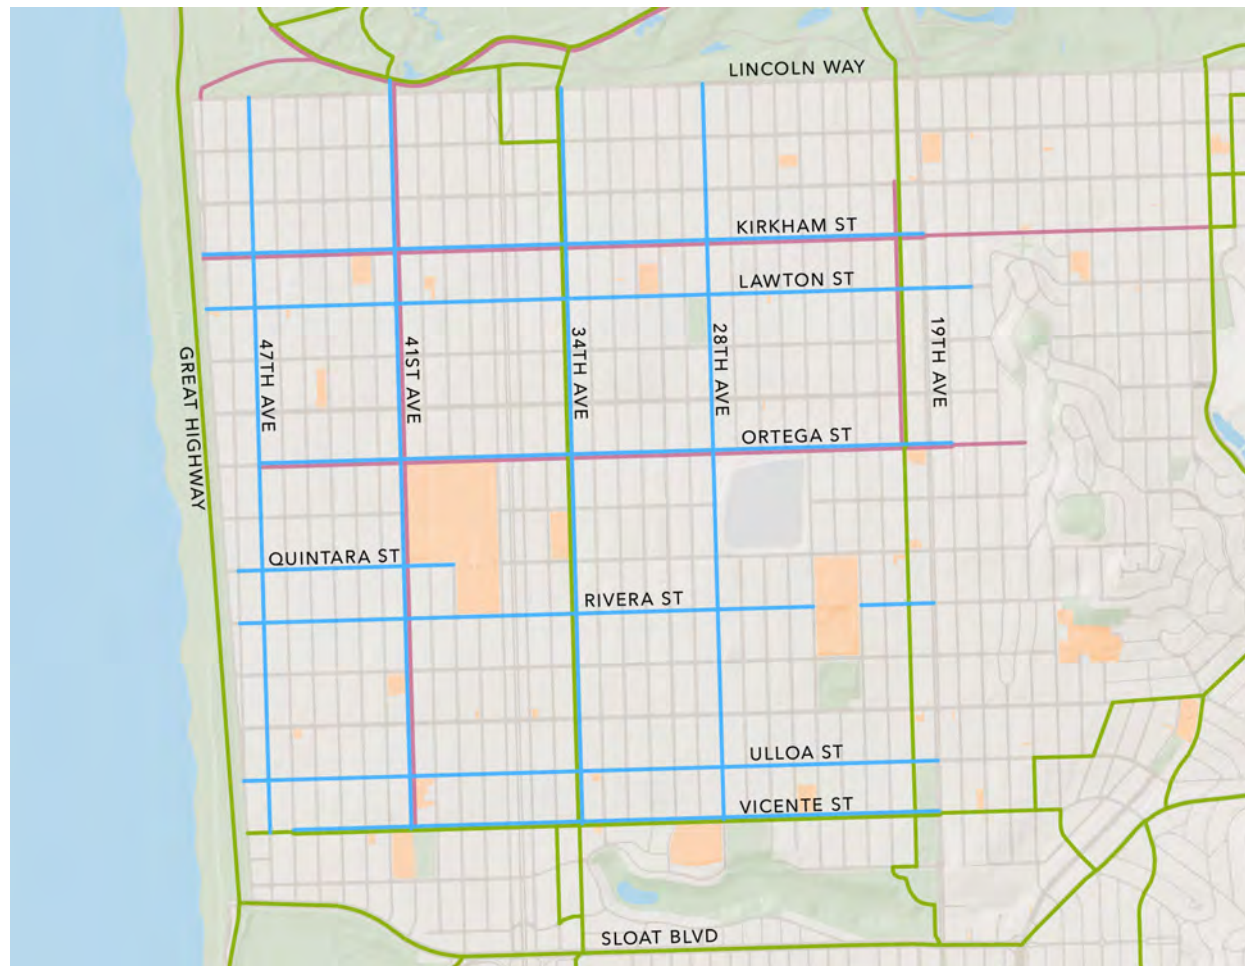 LINCOLN WAY
KIRKHAM ST
LAWTON ST
GREAT HIGHWAY
47TH AVE
41ST AVE
34TH AVE
28TH AVE
19TH AVE
ORTEGA ST
QUINTARA ST
RIVERA ST
ULLOA ST
VICENTE ST
SLOAT BLVD